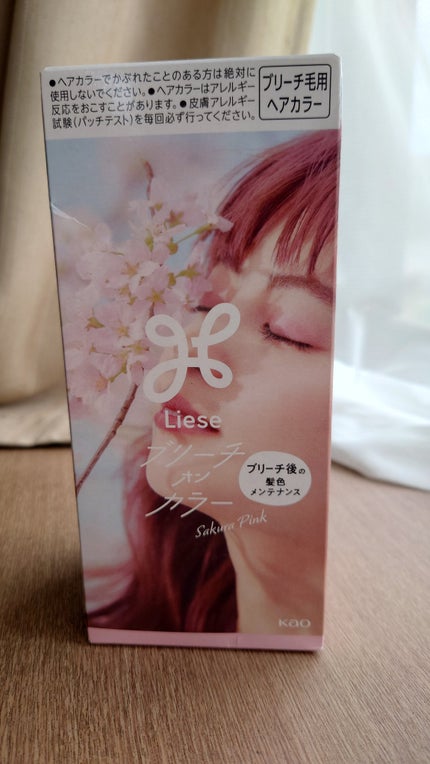 ●ヘアカラーでかぶれたことのある方は絶対に
使用しないでください。●ヘアカラーはアレルギー
反応をおこすことがあります。●皮膚アレルギー
試験(パッチテスト)を毎回必ず行ってください。
ブリーチ毛用
ヘアカラー
Liese
ブリーチ
オン
カラー
Sakura Pink
ブリーチ後の
髪色
メンテナンス
Kao